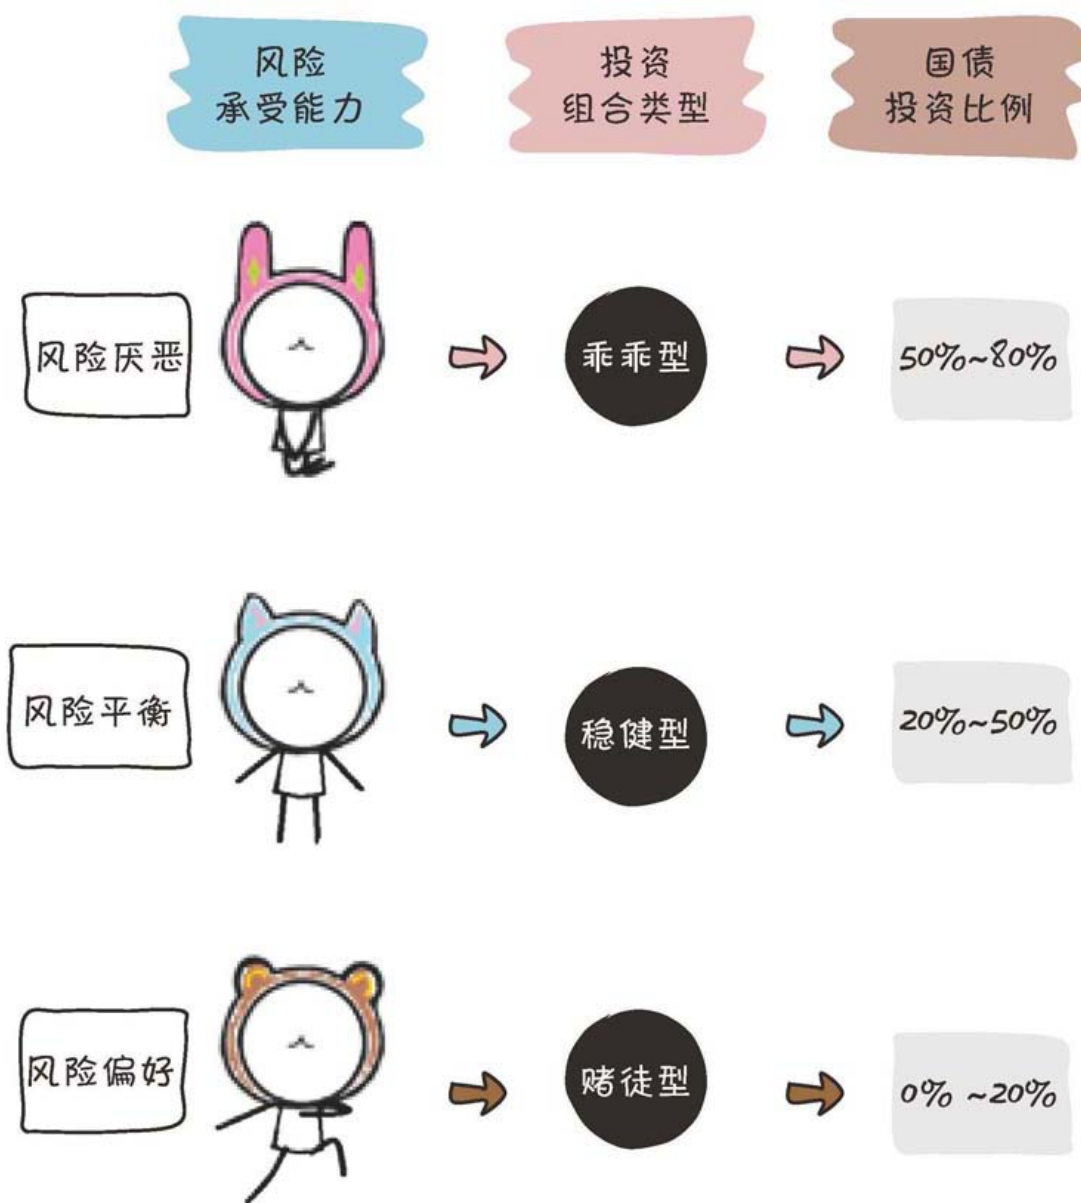 风险
承受能力
投资
组合类型
国债
投资比例
风险厌恶
乖乖型
50%~80%
风险平衡
稳健型
20%~50%
风险偏好
赌徒型
0% ~20%